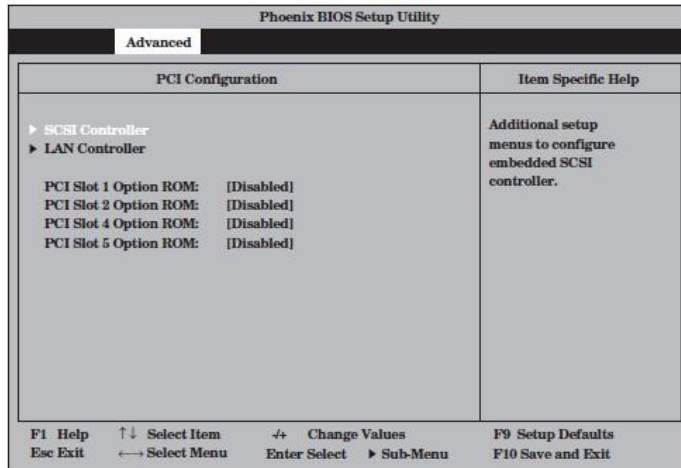 Phoenix BIOS Setup Utility
Advanced
PCI Configuration
Item Specific Help
▶ SCSI Controller
▶ LAN Controller
PCI Slot 1 Option ROM: [Disabled]
PCI Slot 2 Option ROM: [Disabled]
PCI Slot 4 Option ROM: [Disabled]
PCI Slot 5 Option ROM: [Disabled]
Additional setup
menus to configure
embedded SCSI
controller.
F1 Help ↑↓ Select Item -/+ Change Values F9 Setup Defaults
Esc Exit ←→ Select Menu Enter Select ▶ Sub-Menu F10 Save and Exit